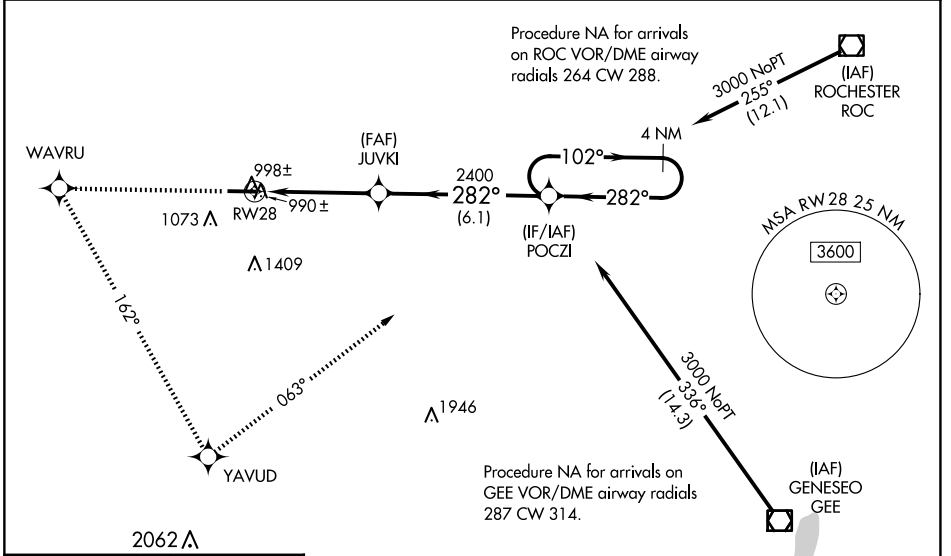 Procedure NA for arrivals
on ROC VOR/DME airway
radials 264 CW 288.
3000 NoPT
255°
(12.1)
(IAF)
ROCHESTER
ROC
4 NM
102°
282°
(FAF)
JUVKI
WAVRU
998±
990±
RW28
1073
1409
2400
282°
(6.1)
(IF/IAF)
POCZI
MSA RW28 25 NM
3600
162°
063°
YAVUD
1946
3000 NoPT
336°
(14.3)
Procedure NA for arrivals on
GEE VOR/DME airway radials
287 CW 314.
(IAF)
GENESEO
GEE
2062